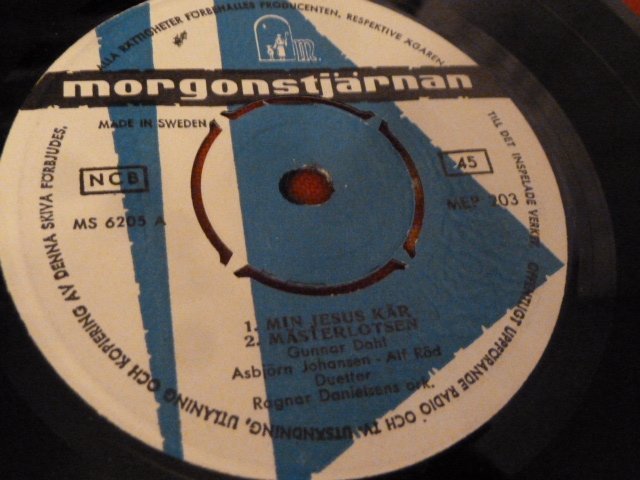 ALLA RÄTTIGHETER FÖRBEHÅLLES PRODUCENTEN, RESPEKTIVE ÄGAREN
TILL DET INSPELADE VERKET. OFFENTLIGT UPPFÖRANDE RADIO OCH TV. UTSÄNDNING, UTLÅNING OCH KOPIERING AV DENNA SKIVA FÖRBJUDES.
morgonstjärnan
MADE IN SWEDEN
NCB
45
MS 6205 A
MEP 203
1. MIN JESUS KÄR
2. MÄSTERLOTSEN
Gunnar Dahl
Asbjörn Johansen - Alf Röd
Duetter
Ragnar Danielsens ork.